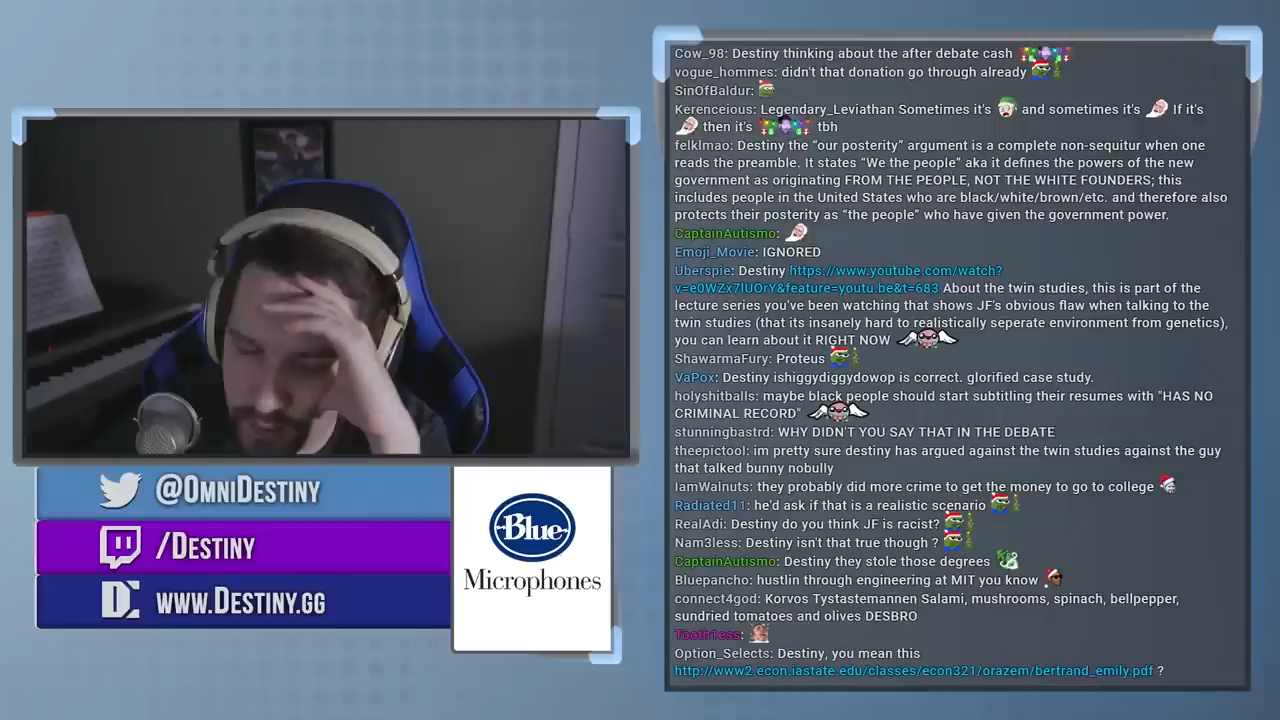 Cow_98: Destiny thinking about the after debate cash
vogue_hommes: didn't that donation go through already
SinOfBaldur:
Kerenceious: Legendary_Leviathan Sometimes it's and sometimes it's If it's
then it's tbh
felklmao: Destiny the “our posterity” argument is a complete non-sequitur when one
reads the preamble. It states “We the people” aka it defines the powers of the new
government as originating FROM THE PEOPLE, NOT THE WHITE FOUNDERS; this
includes people in the United States who are black/white/brown/etc. and therefore also
protects their posterity as “the people” who have given the government power.
CaptainAutismo:
Emoji_Movie: IGNORED
Uberspie: Destiny https://www.youtube.com/watch?
v=e0WZx7lUOrY&feature=youtu.be&t=683 About the twin studies, this is part of the
lecture series you've been watching that shows JF's obvious flaw when talking to the
twin studies (that its insanely hard to realistically seperate environment from genetics),
you can learn about it RIGHT NOW
ShawarmaFury: Proteus
VaPox: Destiny ishiggydiggydowop is correct. glorified case study.
holyshitballs: maybe black people should start subtitling their resumes with "HAS NO
CRIMINAL RECORD"
stunningbastrd: WHY DIDN'T YOU SAY THAT IN THE DEBATE
theepictool: im pretty sure destiny has argued against the twin studies against the guy
that talked bunny nobully
IamWalnuts: they probably did more crime to get the money to go to college
Radiated11: he'd ask if that is a realistic scenario
RealAdi: Destiny do you think JF is racist?
Nam3less: Destiny isn't that true though ?
CaptainAutismo: Destiny they stole those degrees
Bluepancho: hustlin through engineering at MIT you know
connect4god: Korvos Tystastemannen Salami, mushrooms, spinach, bellpepper,
sundried tomatoes and olives DESBRO
Tooth1ess:
Option_Selects: Destiny, you mean this
http://www2.econ.iastate.edu/classes/econ321/orazem/bertrand_emily.pdf ?
@OmniDestiny
/Destiny
www.Destiny.gg
Blue
Microphones